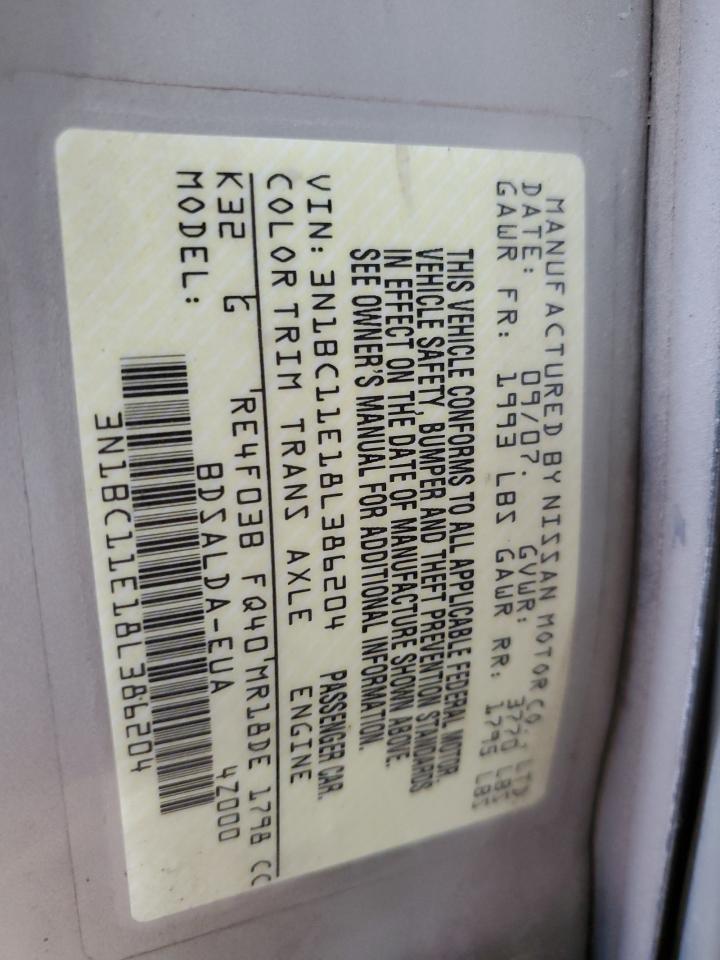 MANUFACTURED BY NISSAN MOTOR CO., LTD.
DATE: 09/07. GVWR: 3770 LBS
GAWR FR: 1993 LBS GAWR RR: 1795 LBS
THIS VEHICLE CONFORMS TO ALL APPLICABLE FEDERAL MOTOR
VEHICLE SAFETY, BUMPER AND THEFT PREVENTION STANDARDS
IN EFFECT ON THE DATE OF MANUFACTURE SHOWN ABOVE.
SEE OWNER'S MANUAL FOR ADDITIONAL INFORMATION.
VIN: 3N1BC11E18L386204 PASSENGER CAR.
COLOR TRIM TRANS AXLE ENGINE
K32 G RE4F03B FQ40 MR18DE 1798 CC
MODEL: BDSALDA-EUA 4Z000
3N1BC11E18L386204